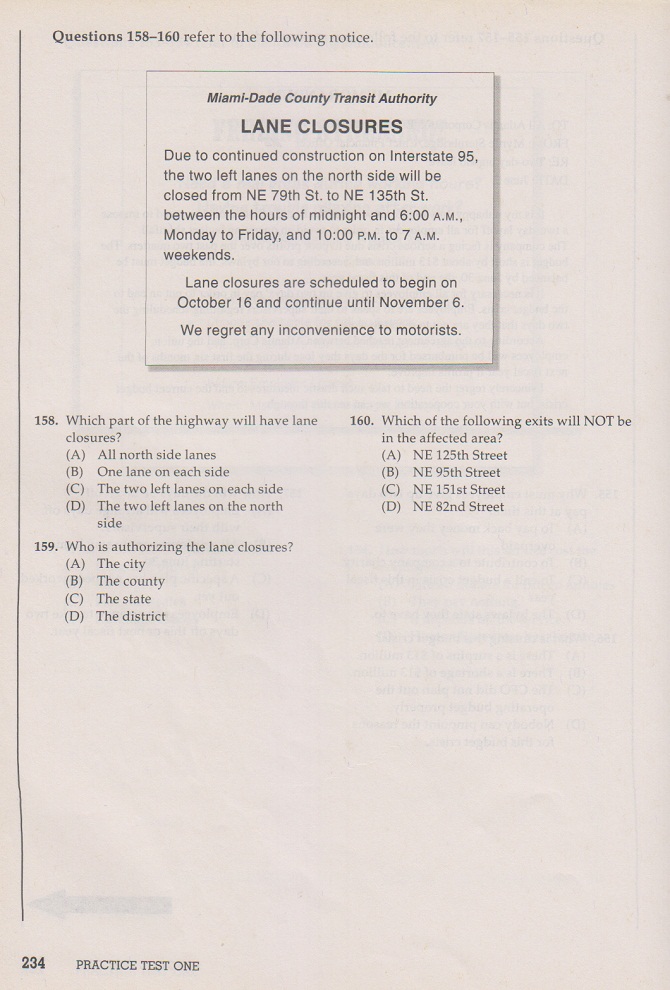 Questions 158–160 refer to the following notice.
Miami-Dade County Transit Authority
LANE CLOSURES
Due to continued construction on Interstate 95,
the two left lanes on the north side will be
closed from NE 79th St. to NE 135th St.
between the hours of midnight and 6:00 A.M.,
Monday to Friday, and 10:00 P.M. to 7 A.M.
weekends.
Lane closures are scheduled to begin on
October 16 and continue until November 6.
We regret any inconvenience to motorists.
158. Which part of the highway will have lane
closures?
(A) All north side lanes
(B) One lane on each side
(C) The two left lanes on each side
(D) The two left lanes on the north
side
159. Who is authorizing the lane closures?
(A) The city
(B) The county
(C) The state
(D) The district
160. Which of the following exits will NOT be
in the affected area?
(A) NE 125th Street
(B) NE 95th Street
(C) NE 151st Street
(D) NE 82nd Street
234 PRACTICE TEST ONE